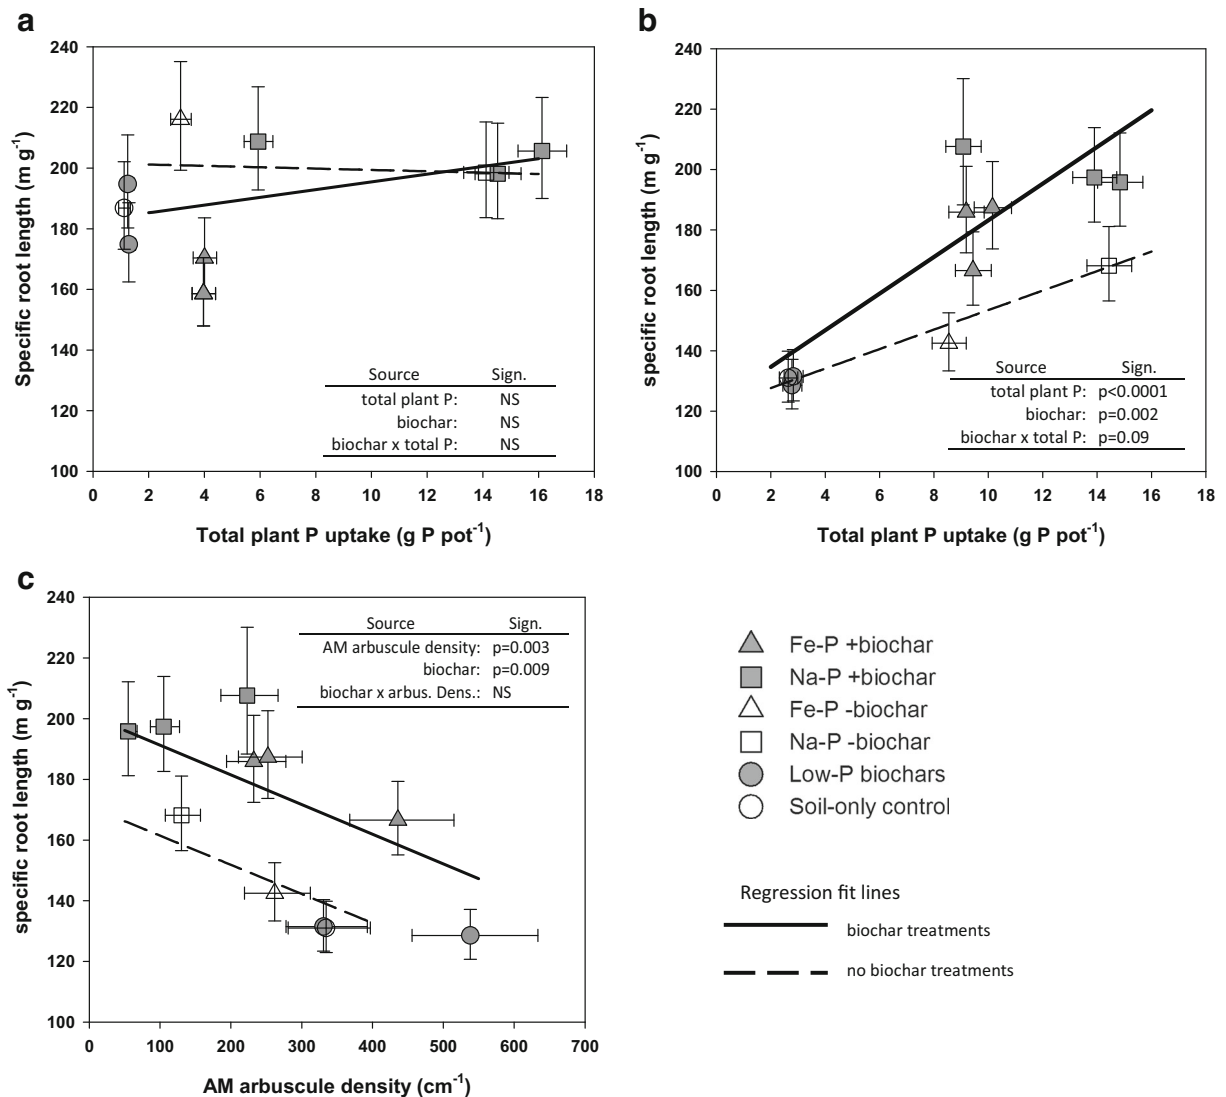 a
240
220
200
180
160
140
120
100
Specific root length (m g-1)
Source Sign.
total plant P: NS
biochar: NS
biochar x total P: NS
0 2 4 6 8 10 12 14 16 18
Total plant P uptake (g P pot-1)
b
240
220
200
180
160
140
120
100
specific root length (m g-1)
Source Sign.
total plant P: p<0.0001
biochar: p=0.002
biochar x total P: p=0.09
0 2 4 6 8 10 12 14 16 18
Total plant P uptake (g P pot-1)
c
240
220
200
180
160
140
120
100
specific root length (m g-1)
Source Sign.
AM arbuscule density: p=0.003
biochar: p=0.009
biochar x arbus. Dens.: NS
0 100 200 300 400 500 600 700
AM arbuscule density (cm-1)
Fe-P +biochar
Na-P +biochar
Fe-P -biochar
Na-P -biochar
Low-P biochars
Soil-only control
Regression fit lines
biochar treatments
no biochar treatments